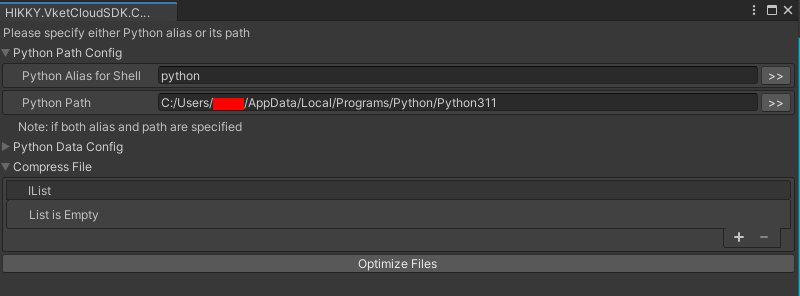 HIKKY.VketCloudSDK.C...
Please specify either Python alias or its path
Python Path Config
Python Alias for Shell python >>
Python Path C:/Users/ /AppData/Local/Programs/Python/Python311 >>
Note: if both alias and path are specified
Python Data Config
Compress File
IList
List is Empty
+ −
Optimize Files